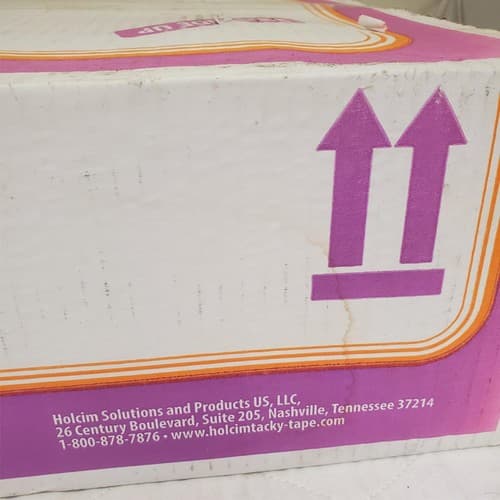 Holcim Solutions and Products US, LLC,
26 Century Boulevard, Suite 205, Nashville, Tennessee 37214
1-800-878-7876 • www.holcimtacky-tape.com